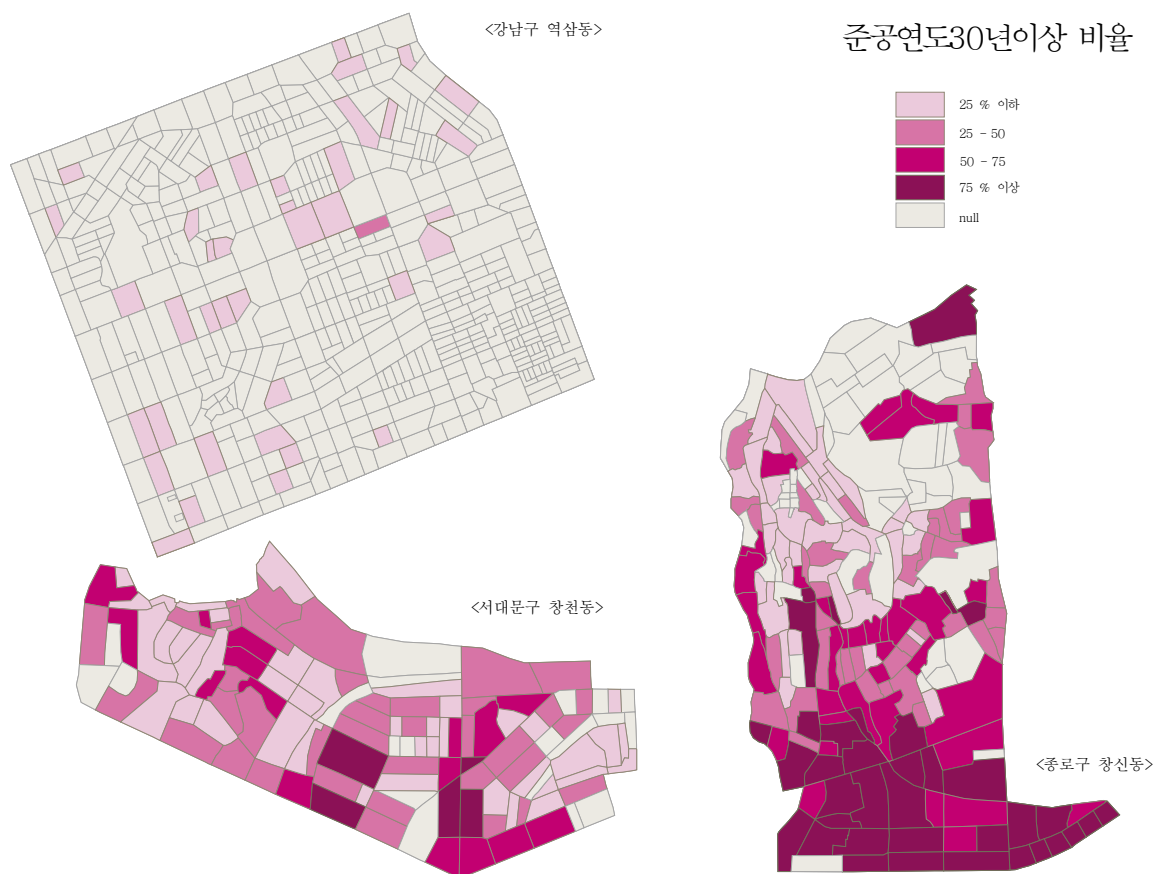 준공연도30년이상 비율
25 % 이하
25 - 50
50 - 75
75 % 이상
null
<강남구 역삼동>
<서대문구 창천동>
<종로구 창신동>